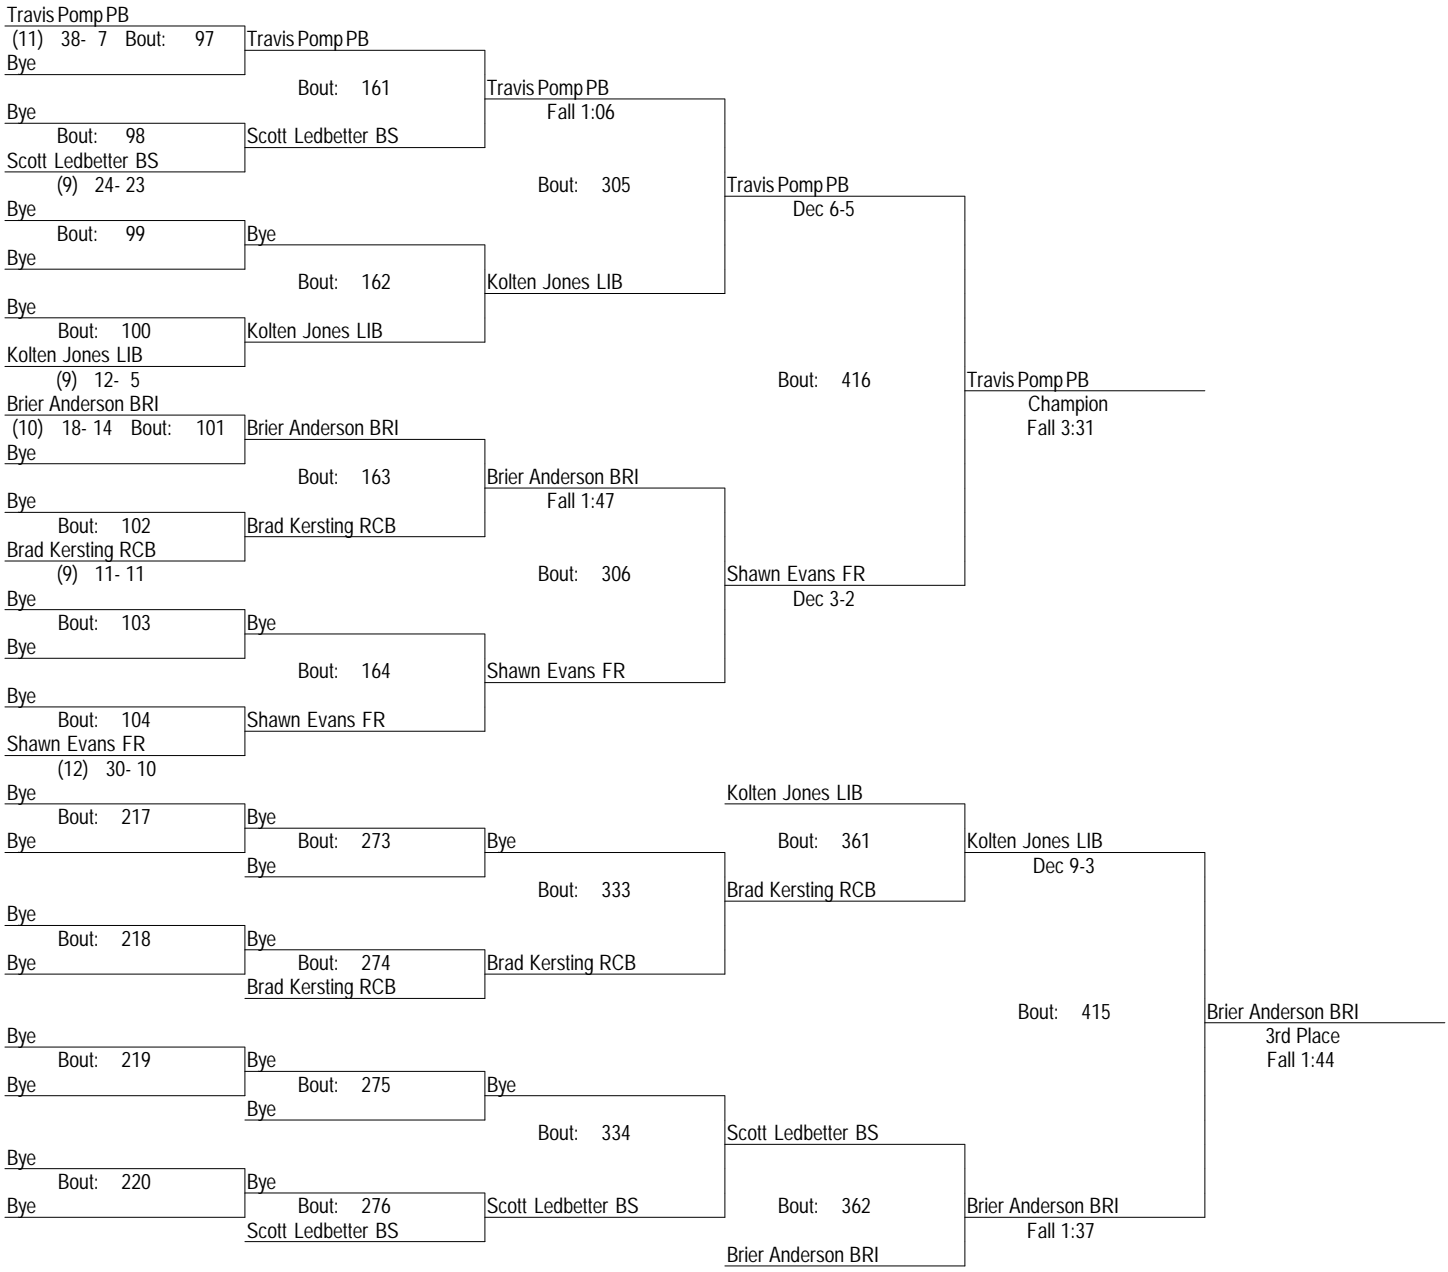 Travis Pomp PB
(11) 38- 7 Bout: 97 Travis Pomp PB
Bye
Bout: 161 Travis Pomp PB
Bye Fall 1:06
Bout: 98 Scott Ledbetter BS
Scott Ledbetter BS
(9) 24- 23 Bout: 305 Travis Pomp PB
Bye Dec 6-5
Bout: 99 Bye
Bye
Bout: 162 Kolten Jones LIB
Bye
Bout: 100 Kolten Jones LIB
Kolten Jones LIB
(9) 12- 5 Bout: 416 Travis Pomp PB
Brier Anderson BRI Champion
(10) 18- 14 Bout: 101 Brier Anderson BRI Fall 3:31
Bye
Bout: 163 Brier Anderson BRI
Bye Fall 1:47
Bout: 102 Brad Kersting RCB
Brad Kersting RCB
(9) 11- 11 Bout: 306 Shawn Evans FR
Bye Dec 3-2
Bout: 103 Bye
Bye
Bout: 164 Shawn Evans FR
Bye
Bout: 104 Shawn Evans FR
Shawn Evans FR
(12) 30- 10
Bye Kolten Jones LIB
Bout: 217 Bye
Bye Bout: 273 Bye Bout: 361 Kolten Jones LIB
Bye Dec 9-3
Bout: 333 Brad Kersting RCB
Bye
Bout: 218 Bye
Bye Bout: 274 Brad Kersting RCB
Brad Kersting RCB
Bout: 415 Brier Anderson BRI
Bye 3rd Place
Bout: 219 Bye Fall 1:44
Bye Bout: 275 Bye
Bye
Bout: 334 Scott Ledbetter BS
Bye
Bout: 220 Bye
Bye Bout: 276 Scott Ledbetter BS Bout: 362 Brier Anderson BRI
Scott Ledbetter BS Fall 1:37
Brier Anderson BRI